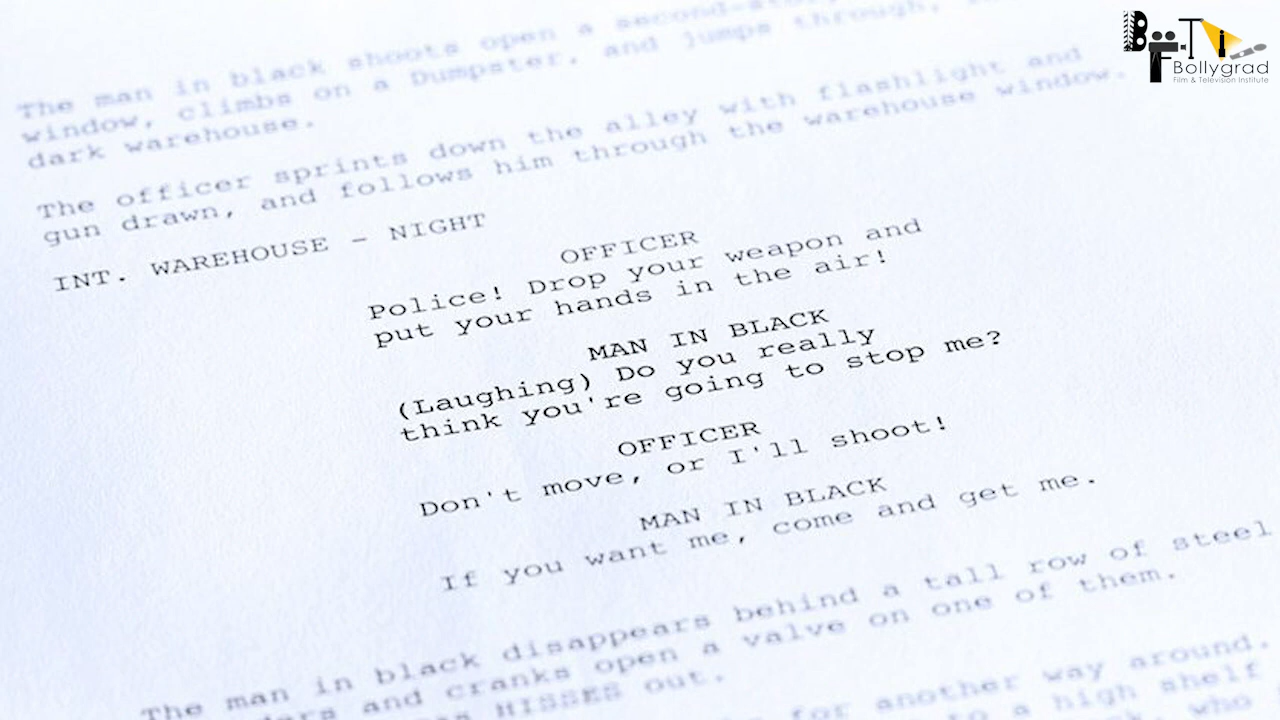 The man in black shoots open a second-story
window, climbs on a Dumpster, and jumps through,
dark warehouse.
The officer sprints down the alley with flashlight and
gun drawn, and follows him through the warehouse window.
INT. WAREHOUSE - NIGHT
OFFICER
Police! Drop your weapon and
put your hands in the air!
MAN IN BLACK
(Laughing) Do you really
think you're going to stop me?
OFFICER
Don't move, or I'll shoot!
MAN IN BLACK
If you want me, come and get me.
The man in black disappears behind a tall row of steel
and cranks open a valve on one of them.
HISSES out.
for another way around.
to a high shelf
who
BFTI
Bollygrad
Film & Television Institute